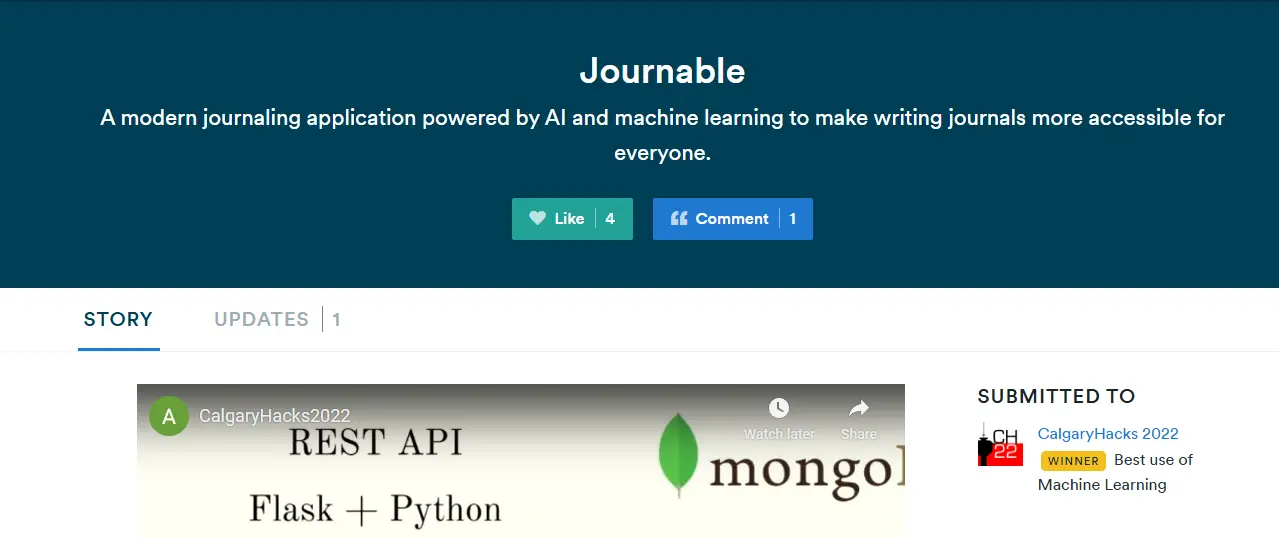 Journable
A modern journaling application powered by AI and machine learning to make writing journals more accessible for
everyone.
Like 4
Comment 1
STORY
UPDATES 1
A CalgaryHacks2022
Watch later
Share
REST API
Flask + Python
mongo
SUBMITTED TO
CH
22
CalgaryHacks 2022
WINNER Best use of
Machine Learning